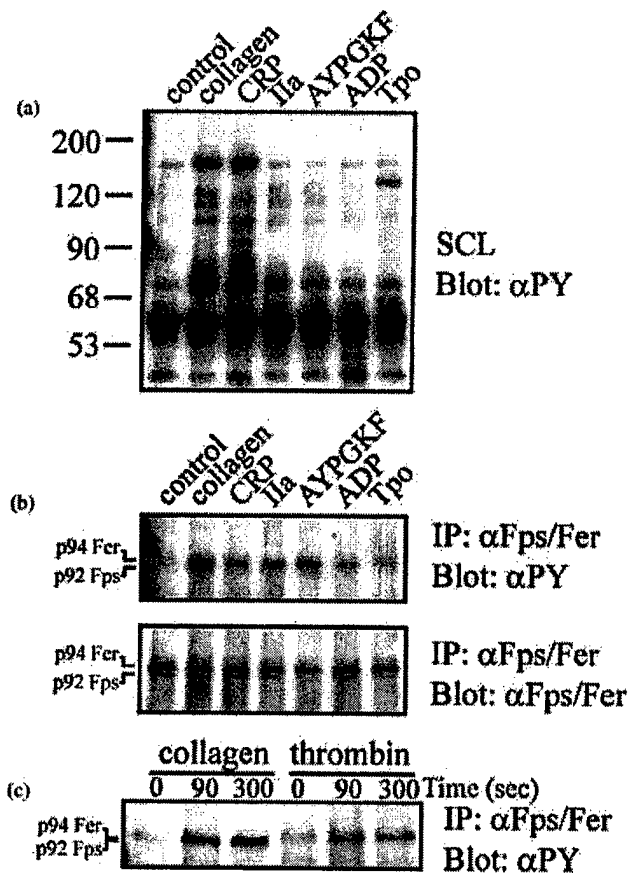 (a)
control collagen CRP IIa AYPGKF ADP Tpo
200
120
90
68
53
SCL
Blot: αPY
(b)
control collagen CRP IIa AYPGKF ADP Tpo
p94 Fer
p92 Fps
IP: αFps/Fer
Blot: αPY
p94 Fer
p92 Fps
IP: αFps/Fer
Blot: αFps/Fer
collagen thrombin
(c)
0 90 300 0 90 300 Time (sec)
p94 Fer
p92 Fps
IP: αFps/Fer
Blot: αPY